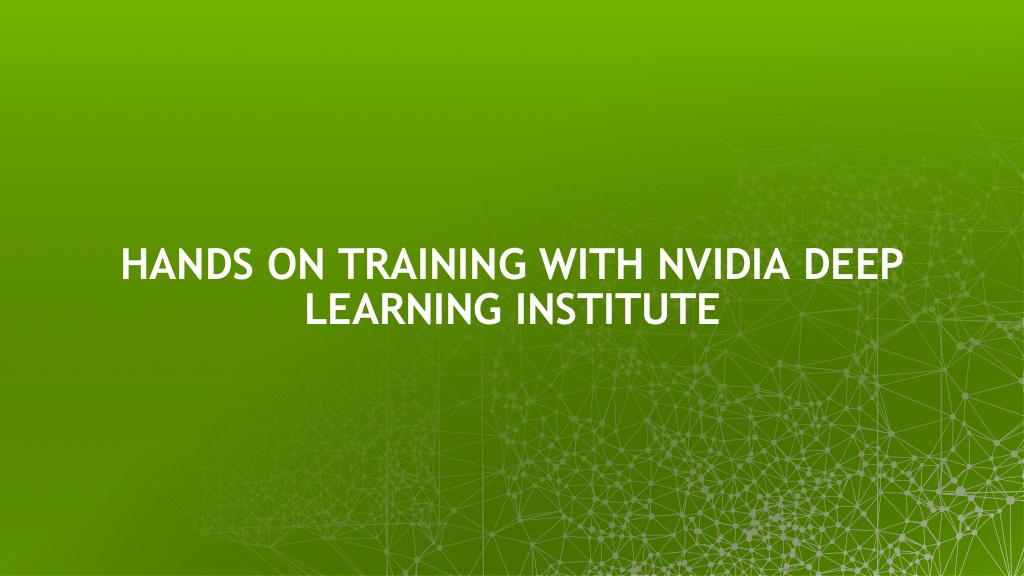 HANDS ON TRAINING WITH NVIDIA DEEP
LEARNING INSTITUTE